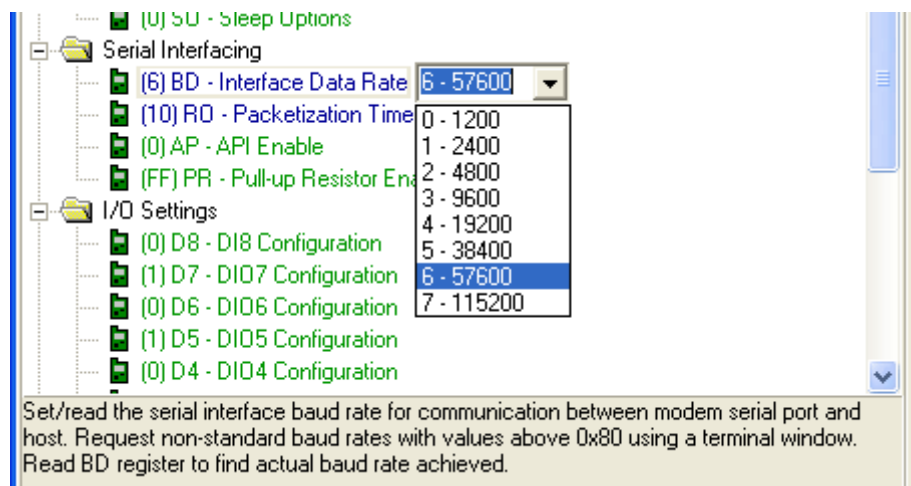 (0) SO - Sleep Options
Serial Interfacing
(6) BD - Interface Data Rate 6 - 57600
(10) RO - Packetization Time
(0) AP - API Enable
(FF) PR - Pull-up Resistor Ena
0 - 1200
1 - 2400
2 - 4800
3 - 9600
4 - 19200
5 - 38400
6 - 57600
7 - 115200
I/O Settings
(0) D8 - DI8 Configuration
(1) D7 - DIO7 Configuration
(0) D6 - DIO6 Configuration
(1) D5 - DIO5 Configuration
(0) D4 - DIO4 Configuration
Set/read the serial interface baud rate for communication between modem serial port and
host. Request non-standard baud rates with values above 0x80 using a terminal window.
Read BD register to find actual baud rate achieved.